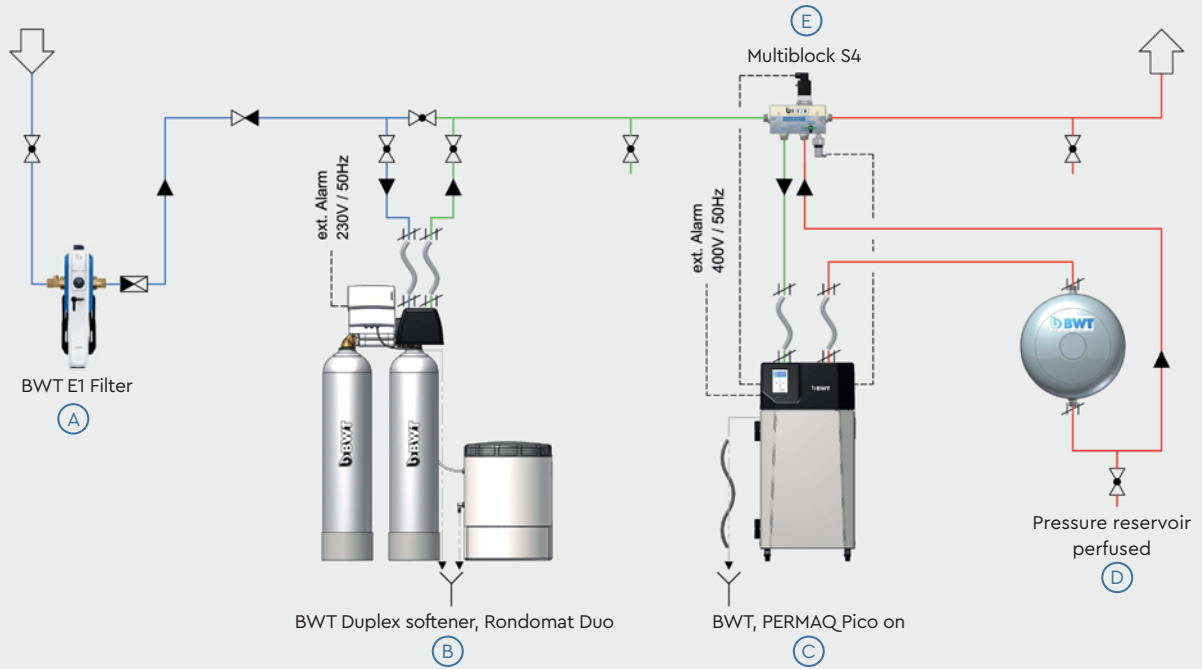 E
Multiblock S4
ext. Alarm
230V / 50Hz
ext. Alarm
400V / 50Hz
BWT E1 Filter
A
BWT
BWT
BWT
BWT
Pressure reservoir
perfused
D
BWT Duplex softener, Rondomat Duo
B
BWT, PERMAQ Pico on
C